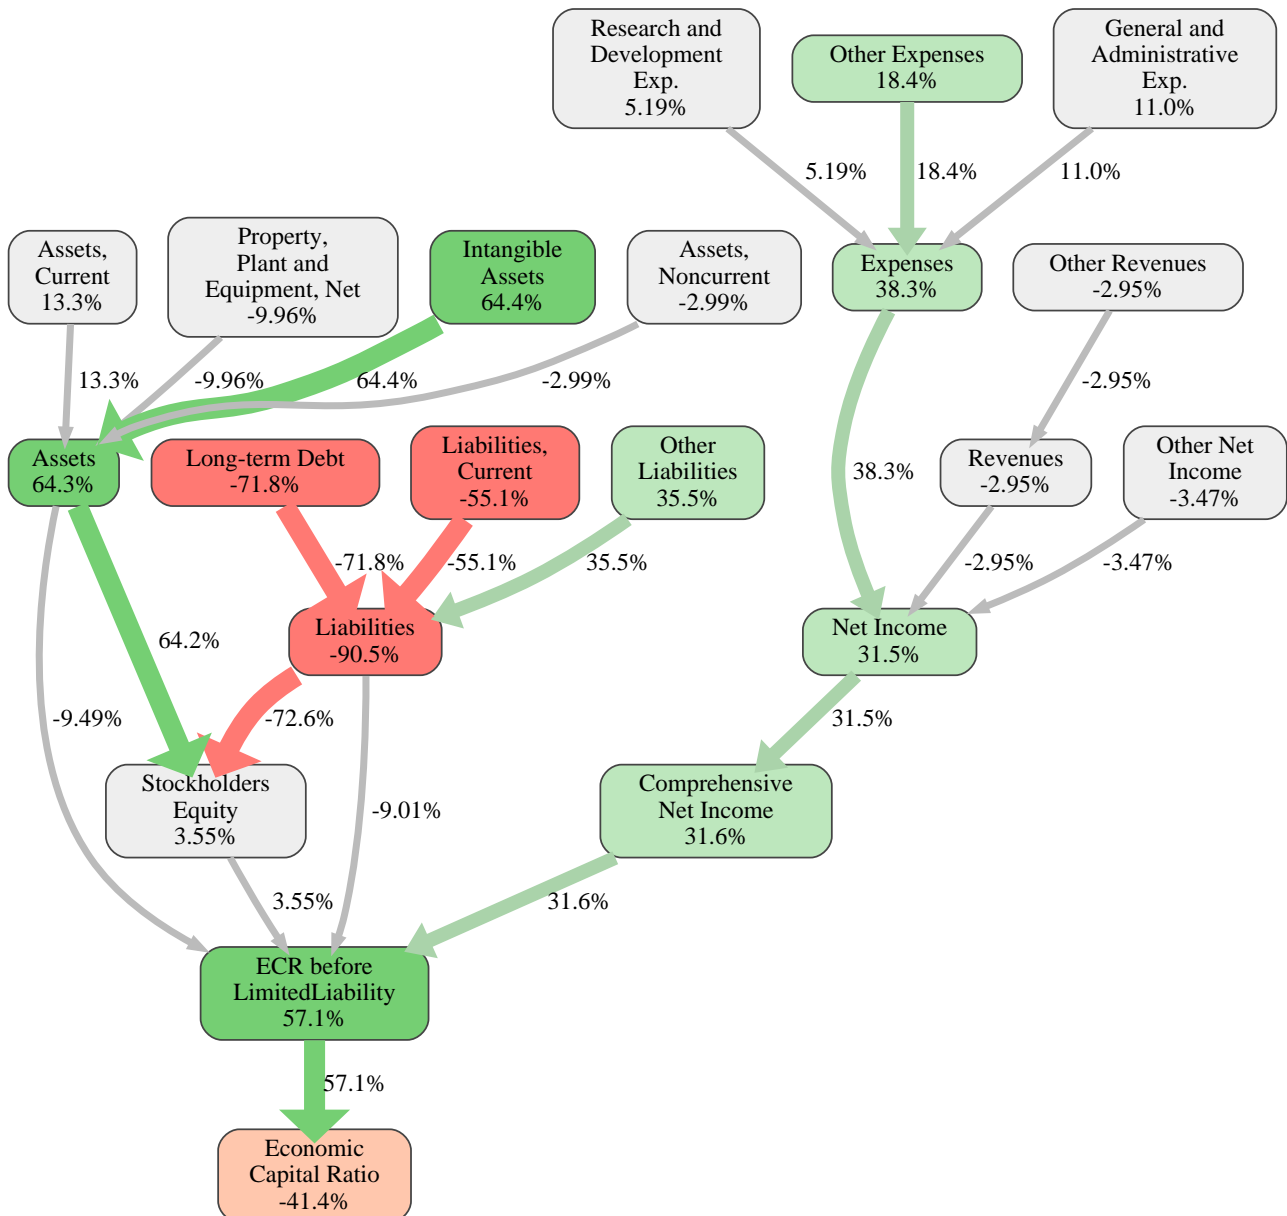 Research and
Development
Exp.
5.19%
Other Expenses
18.4%
General and
Administrative
Exp.
11.0%
5.19%
18.4%
11.0%
Assets,
Current
13.3%
Property,
Plant and
Equipment, Net
-9.96%
Intangible
Assets
64.4%
Assets,
Noncurrent
-2.99%
Expenses
38.3%
Other Revenues
-2.95%
13.3%
-9.96%
64.4%
-2.99%
-2.95%
Assets
64.3%
Long-term Debt
-71.8%
Liabilities,
Current
-55.1%
Other
Liabilities
35.5%
38.3%
Revenues
-2.95%
Other Net
Income
-3.47%
-71.8%
-55.1%
35.5%
-2.95%
-3.47%
64.2%
Liabilities
-90.5%
Net Income
31.5%
-9.49%
-72.6%
31.5%
Stockholders
Equity
3.55%
-9.01%
Comprehensive
Net Income
31.6%
3.55%
31.6%
ECR before
LimitedLiability
57.1%
57.1%
Economic
Capital Ratio
-41.4%